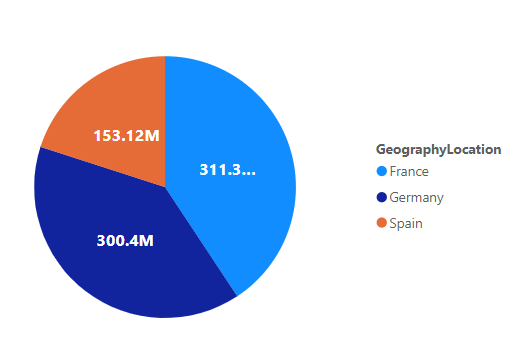 153.12M
311.3...
300.4M
GeographyLocation
France
Germany
Spain